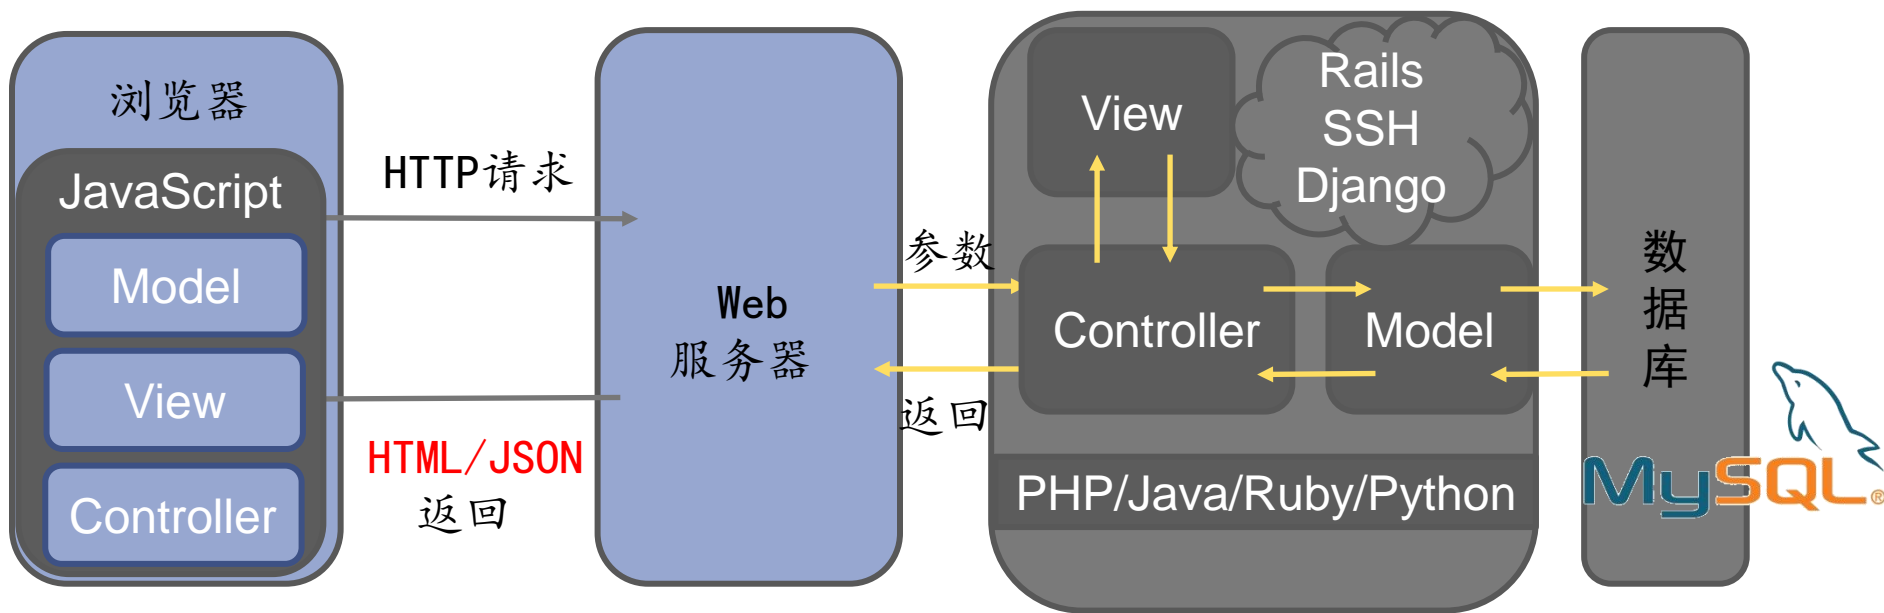 浏览器
JavaScript
Model
View
Controller
HTTP请求
HTML/JSON
返回
Web
服务器
参数
返回
View
Rails
SSH
Django
Controller
Model
PHP/Java/Ruby/Python
数
据
库
MySQL®